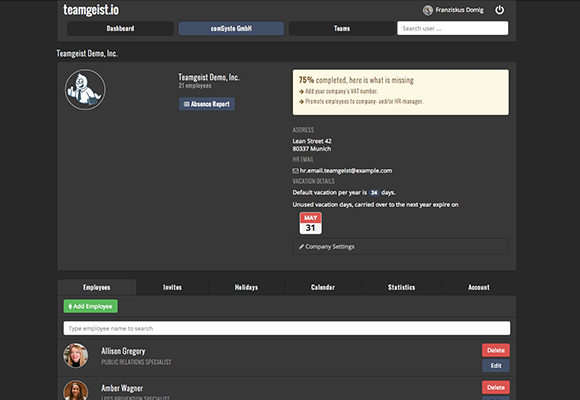 teamgeist.io
Franziskus Domig
Dashboard
comSysto GmbH
Teams
Search user ...
Teamgeist Demo, Inc.
Teamgeist Demo, Inc.
21 employees
Absence Report
75% completed, here is what is missing
Add your company's VAT number.
Promote employees to company- and/or HR-manager.
ADDRESS
Lean Street 42
80337 Munich
HR EMAIL
hr.email.teamgeist@example.com
VACATION DETAILS
Default vacation per year is 24 days.
Unused vacation days, carried over to the next year expire on
MAY
31
Company Settings
Employees
Invites
Holidays
Calendar
Statistics
Account
Add Employee
Type employee name to search
Allison Gregory
PUBLIC RELATIONS SPECIALIST
Delete
Edit
Amber Wagner
LOSS PREVENTION SPECIALIST
Delete